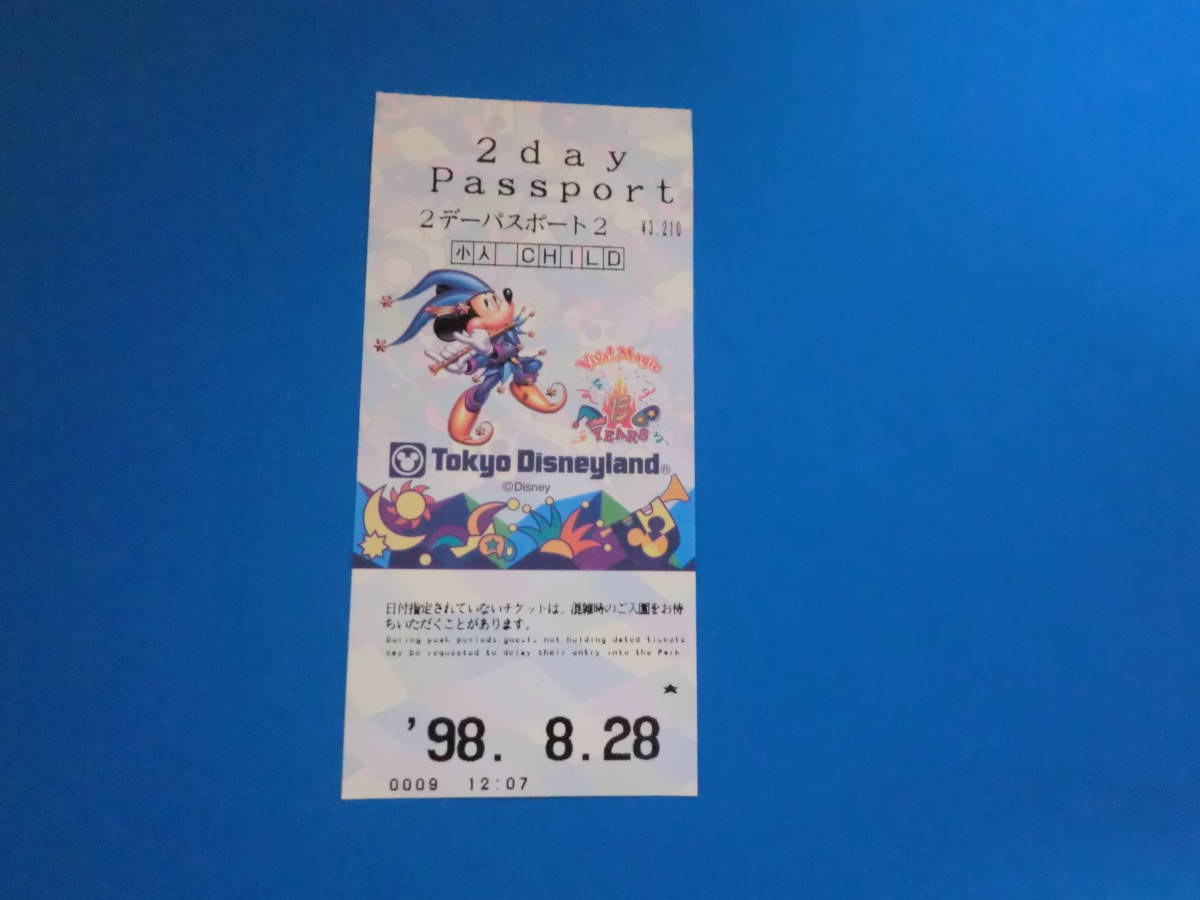 2day
Passport
2デーパスポート2 ¥3,210
小人 CHILD
Viva! Magic
15
YEARS
Tokyo Disneyland®
©Disney
日付指定されていないチケットは、混雑時のご入園をお待
ちいただくことがあります。
During peak periods guests not holding dated tickets
may be requested to delay their entry into the Park
★
'98. 8.28
0009 12:07